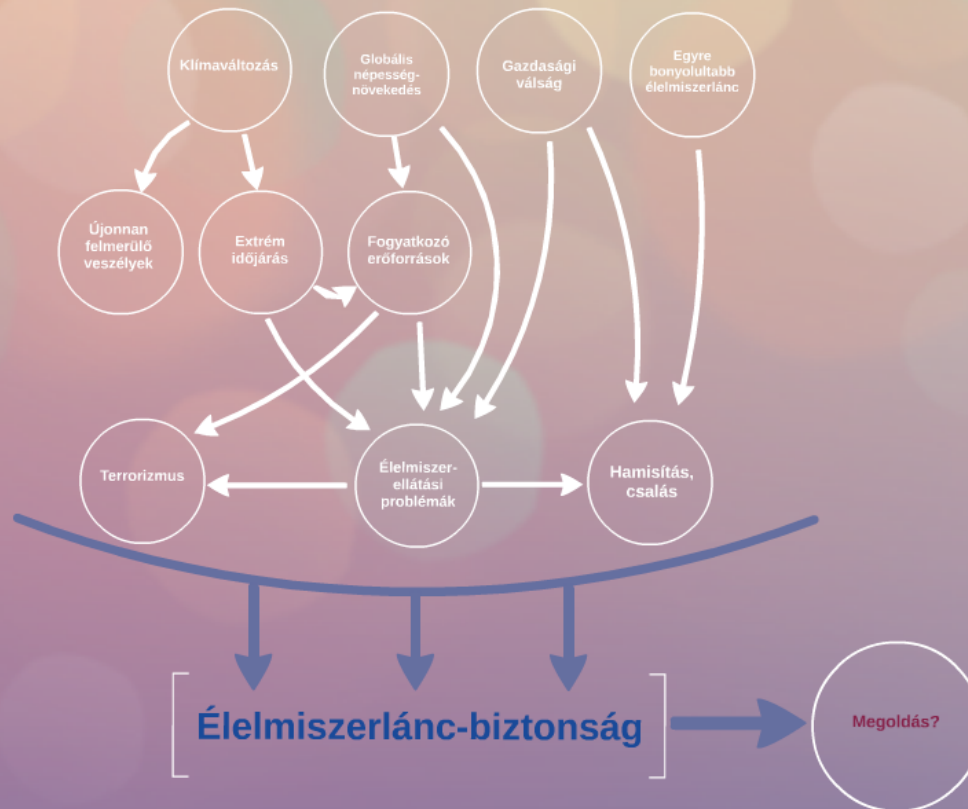 Klímaváltozás
Globális
népesség-
növekedés
Gazdasági
válság
Egyre
bonyolultabb
élelmiszerlánc
Újonnan
felmerülő
veszélyek
Extrém
időjárás
Fogyatkozó
erőforrások
Terrorizmus
Élelmiszer-
ellátási
problémák
Hamisítás,
csalás
Élelmiszerlánc-biztonság
Megoldás?